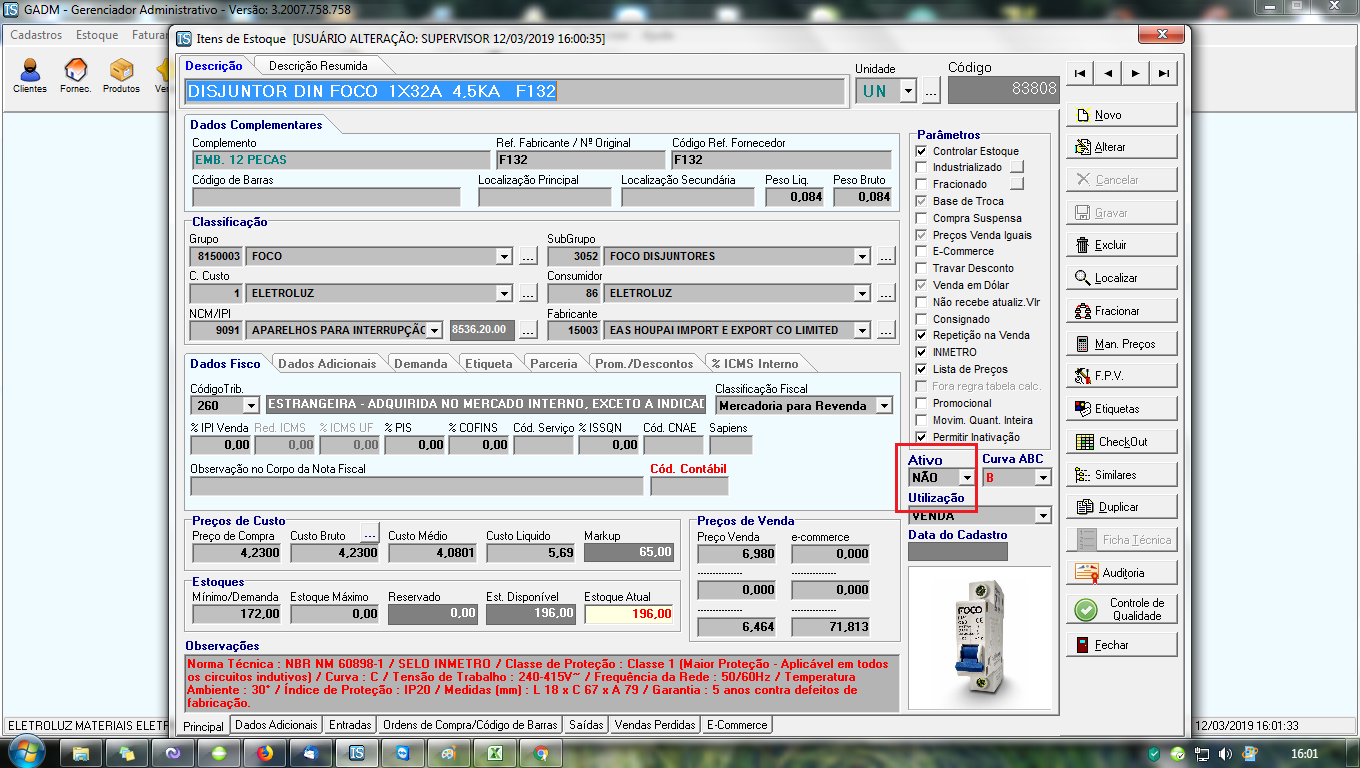 GADM - Gerenciador Administrativo - Versão: 3.2007.758.758
Cadastros Estoque Faturar
Clientes Fornec. Produtos
Itens de Estoque [USUÁRIO ALTERAÇÃO: SUPERVISOR 12/03/2019 16:00:35]
Descrição Descrição Resumida
Unidade Código
DISJUNTOR DIN FOCO 1X32A 4,5KA F132
UN ... 83808
Dados Complementares
Complemento Ref. Fabricante / Nº Original Código Ref. Fornecedor
EMB. 12 PECAS F132 F132
Código de Barras Localização Principal Localização Secundária Peso Liq. Peso Bruto
0,084 0,084
Classificação
Grupo SubGrupo
8150003 FOCO ... 3052 FOCO DISJUNTORES ...
C. Custo Consumidor
1 ELETROLUZ ... 86 ELETROLUZ ...
NCM/IPI Fabricante
9091 APARELHOS PARA INTERRUPÇÃO 8536.20.00 ... 15003 EAS HOUPAI IMPORT E EXPORT CO LIMITED ...
Dados Fisco Dados Adicionais Demanda Etiqueta Parceria Prom./Descontos % ICMS Interno
CódigoTrib. Classificação Fiscal
260 ESTRANGEIRA - ADQUIRIDA NO MERCADO INTERNO, EXCETO A INDICAD Mercadoria para Revenda
% IPI Venda Red. ICMS % ICMS UF % PIS % COFINS Cód. Serviço % ISSQN Cód. CNAE Sapiens
0,00 0,00 0,00 0,00 0,00 0,00
Observação no Corpo da Nota Fiscal Cód. Contábil
Preços de Custo
Preço de Compra Custo Bruto ... Custo Médio Custo Liquido Markup
4,2300 4,2300 4,0801 5,69 65,00
Estoques
Mínimo/Demanda Estoque Máximo Reservado Est. Disponível Estoque Atual
172,00 0,00 0,00 196,00 196,00
Preços de Venda
Preço Venda e-commerce
6,980 0,000
--------------- ---------------
0,000 0,000
--------------- ---------------
6,464 71,813
Observações
Norma Técnica : NBR NM 60898-1 / SELO INMETRO / Classe de Proteção : Classe 1 (Maior Proteção - Aplicável em todos
os circuitos indutivos) / Curva : C / Tensão de Trabalho : 240-415V~ / Frequência da Rede : 50/60Hz / Temperatura
Ambiente : 30° / Índice de Proteção : IP20 / Medidas (mm) : L 18 x C 67 x A 79 / Garantia : 5 anos contra defeitos de
fabricação.
Parâmetros
Controlar Estoque
Industrializado
Fracionado
Base de Troca
Compra Suspensa
Preços Venda Iguais
E-Commerce
Travar Desconto
Venda em Dólar
Não recebe atualiz.Vlr
Consignado
Repetição na Venda
INMETRO
Lista de Preços
Fora regra tabela calc.
Promocional
Movim. Quant. Inteira
Permitir Inativação
Ativo Curva ABC
NÃO B
Utilização
VENDA
Data do Cadastro
FOCO
Novo
Alterar
Cancelar
Gravar
Excluir
Localizar
Fracionar
Man. Preços
F.P.V.
Etiquetas
CheckOut
Similares
Duplicar
Ficha Técnica
Auditoria
Controle de
Qualidade
Fechar
Principal Dados Adicionais Entradas Ordens de Compra/Código de Barras Saídas Vendas Perdidas E-Commerce
ELETROLUZ MATERIAIS ELETR 12/03/2019 16:01:33
16:01